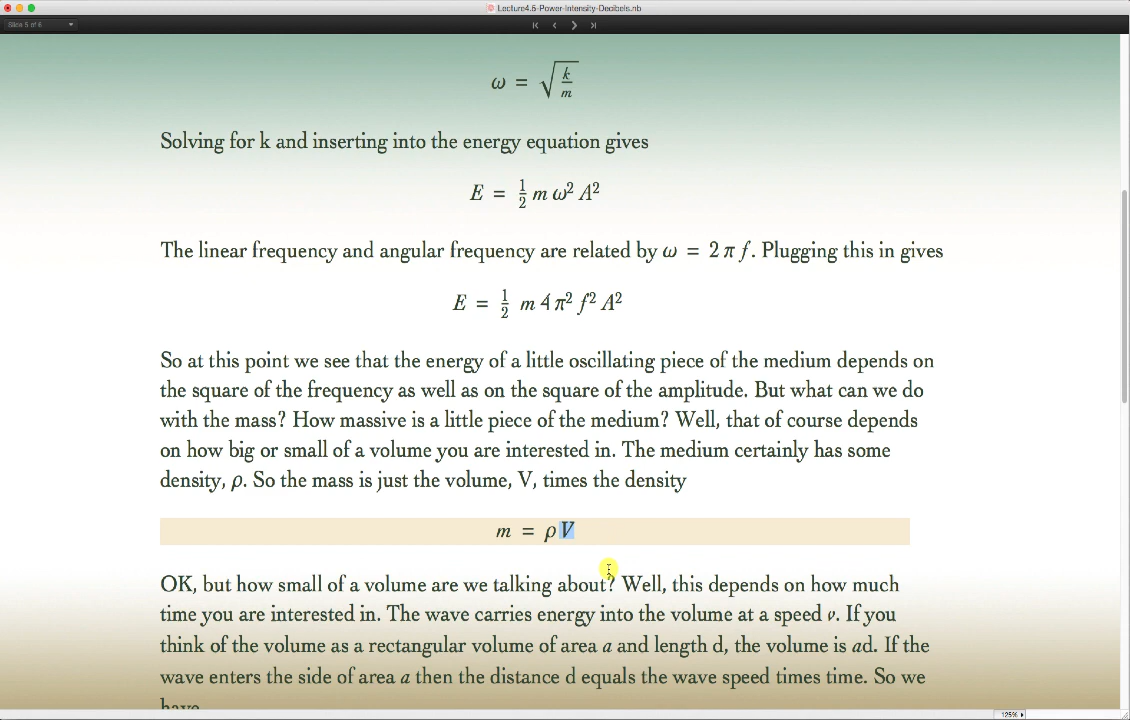 Lecture4.5-Power-Intensity-Decibels.nb
Slide 5 of 6
ω = √(k/m)
Solving for k and inserting into the energy equation gives
E = 1/2 m ω² A²
The linear frequency and angular frequency are related by ω = 2 π f. Plugging this in gives
E = 1/2 m 4 π² f² A²
So at this point we see that the energy of a little oscillating piece of the medium depends on
the square of the frequency as well as on the square of the amplitude. But what can we do
with the mass? How massive is a little piece of the medium? Well, that of course depends
on how big or small of a volume you are interested in. The medium certainly has some
density, ρ. So the mass is just the volume, V, times the density
m = ρ V
OK, but how small of a volume are we talking about? Well, this depends on how much
time you are interested in. The wave carries energy into the volume at a speed v. If you
think of the volume as a rectangular volume of area a and length d, the volume is ad. If the
wave enters the side of area a then the distance d equals the wave speed times time. So we
have
125%